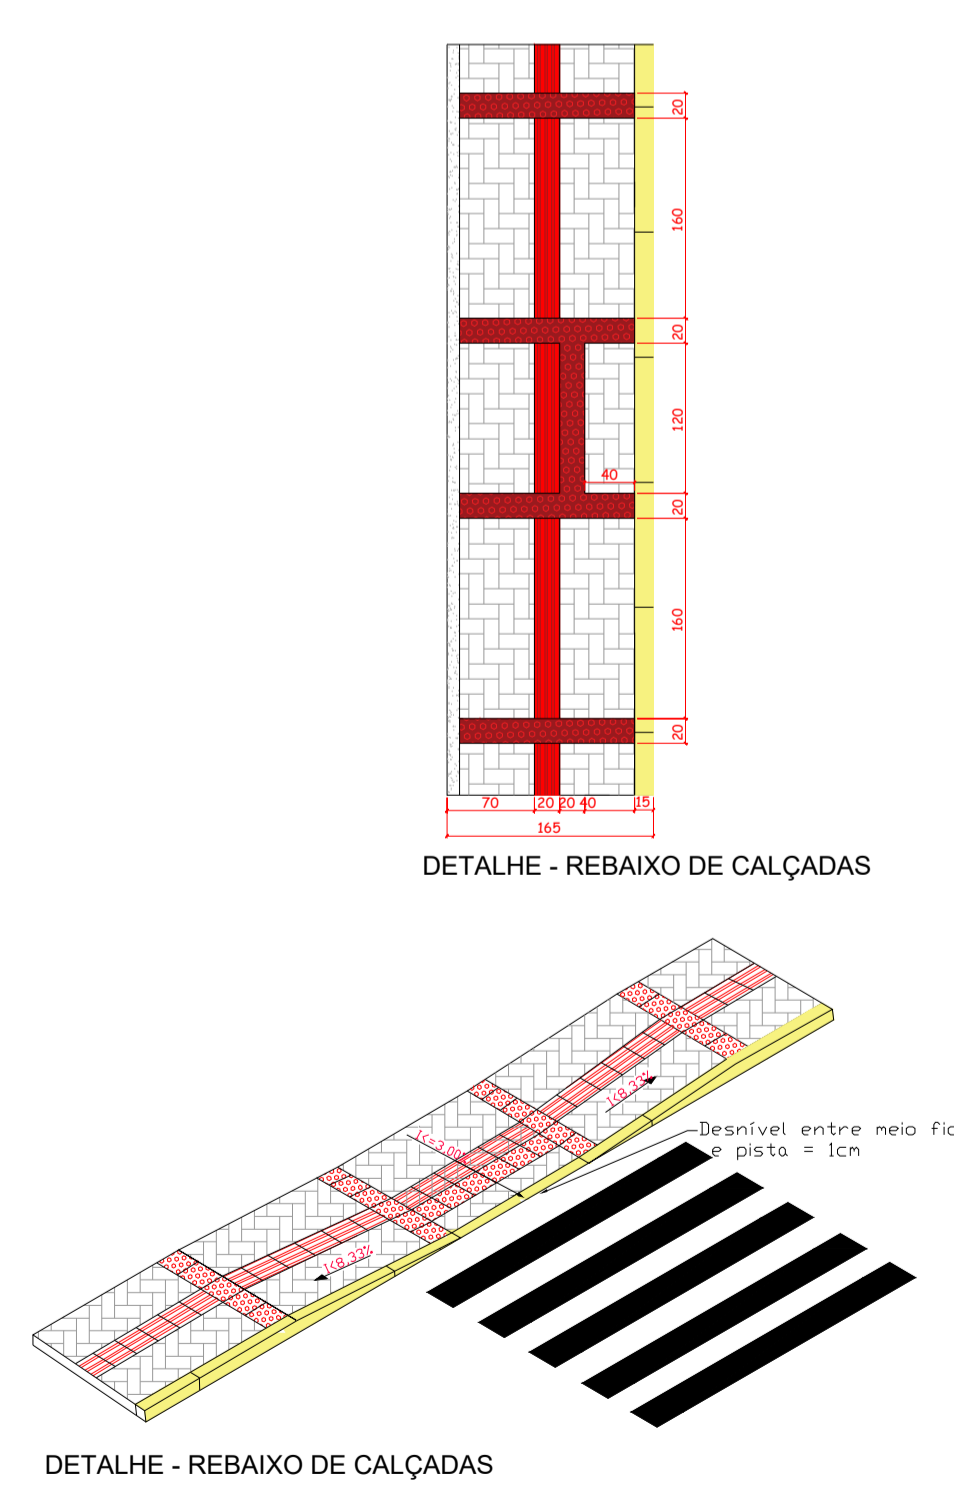 20
160
20
120
40
20
160
20
70 20 20 40 15
165
DETALHE - REBAIXO DE CALÇADAS
I<8,33%
Desnível entre meio fio
e pista = 1cm
I<=3,00%
I<8,33%
DETALHE - REBAIXO DE CALÇADAS